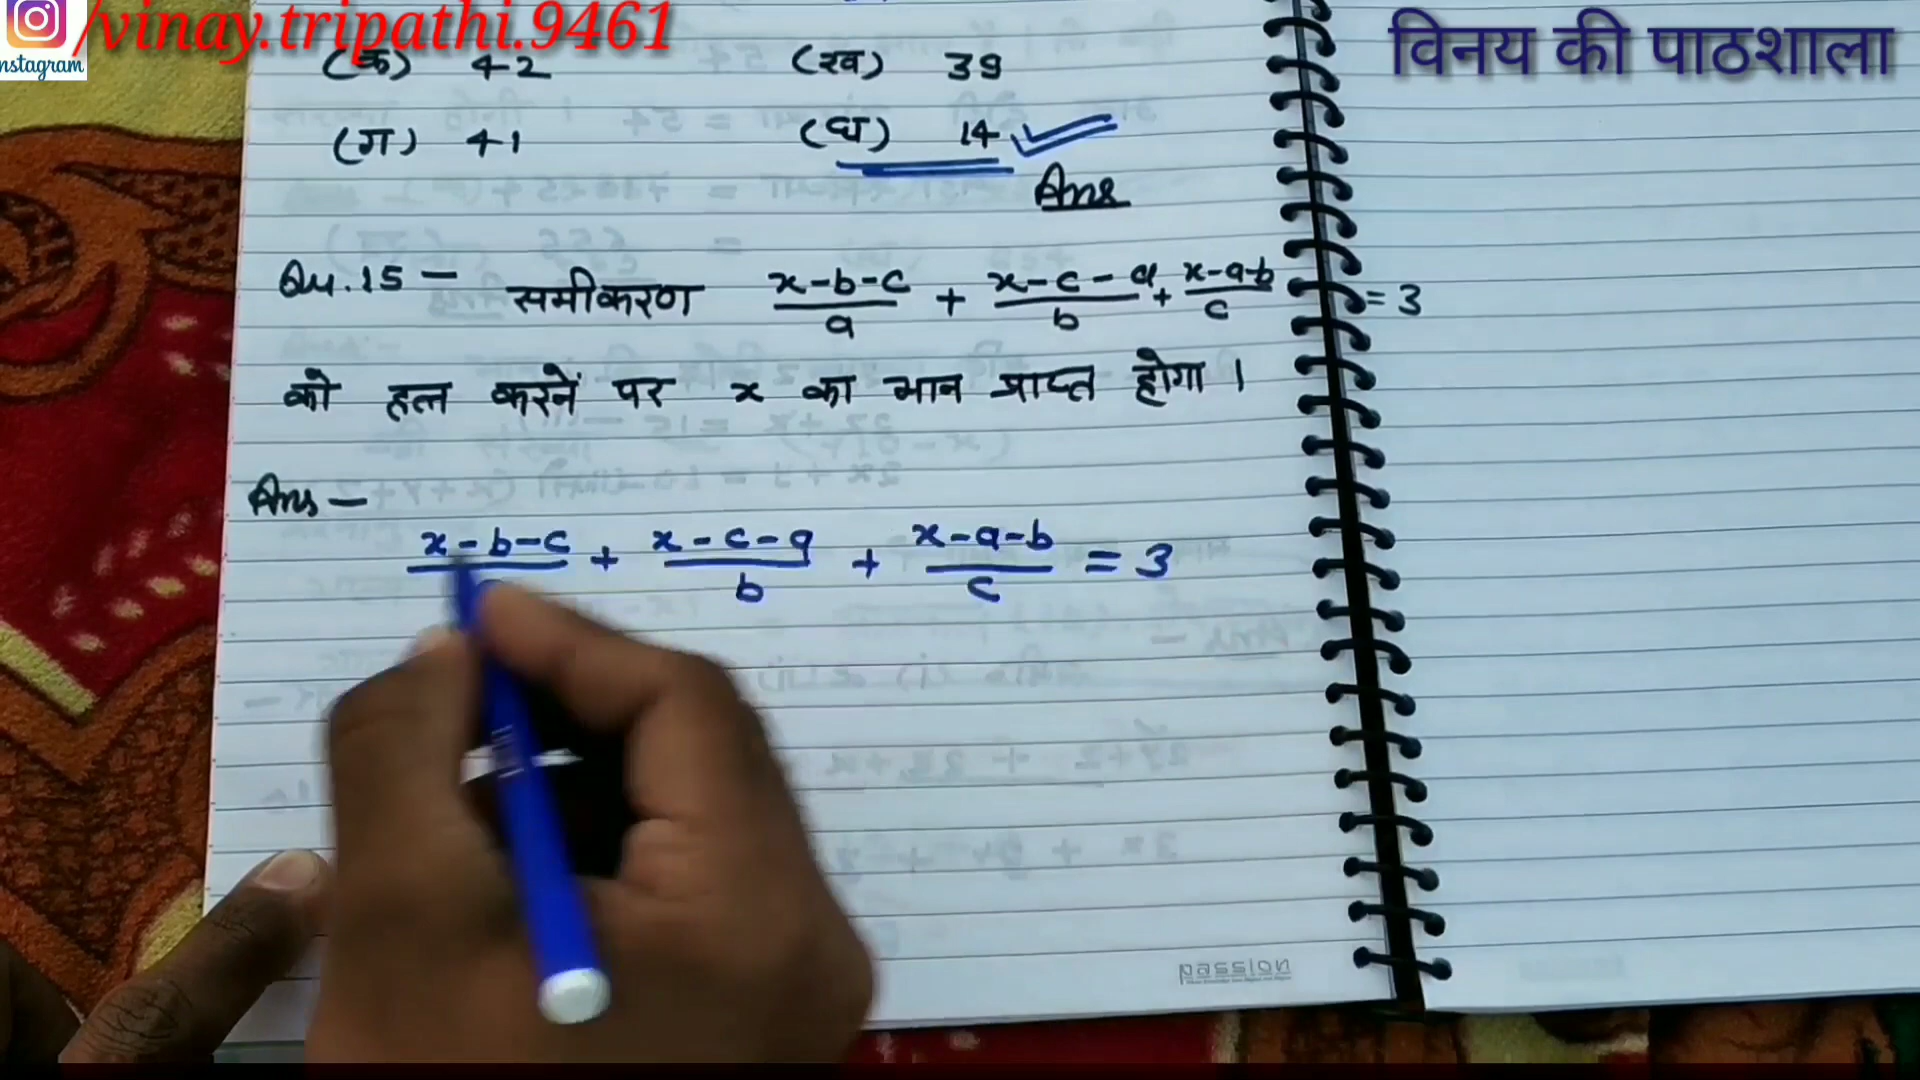 /vinay.tripathi.9461
Instagram
विनय की पाठशाला
(क) 42 (ख) 39
(ग) 41 (घ) 14
Ans
Qu.15 - समीकरण (x-b-c)/a + (x-c-a)/b + (x-a-b)/c = 3
को हल करनें पर x का मान प्राप्त होगा ।
Ans -
x-b-c/ + x-c-a/b + x-a-b/c = 3
passion